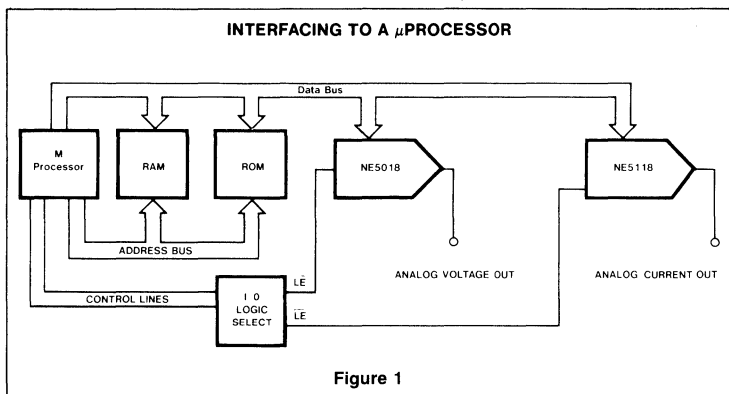 INTERFACING TO A μPROCESSOR
Data Bus
M
Processor
RAM
ROM
NE5018
NE5118
ADDRESS BUS
CONTROL LINES
I O
LOGIC
SELECT
LE
LE
ANALOG VOLTAGE OUT
ANALOG CURRENT OUT
Figure 1